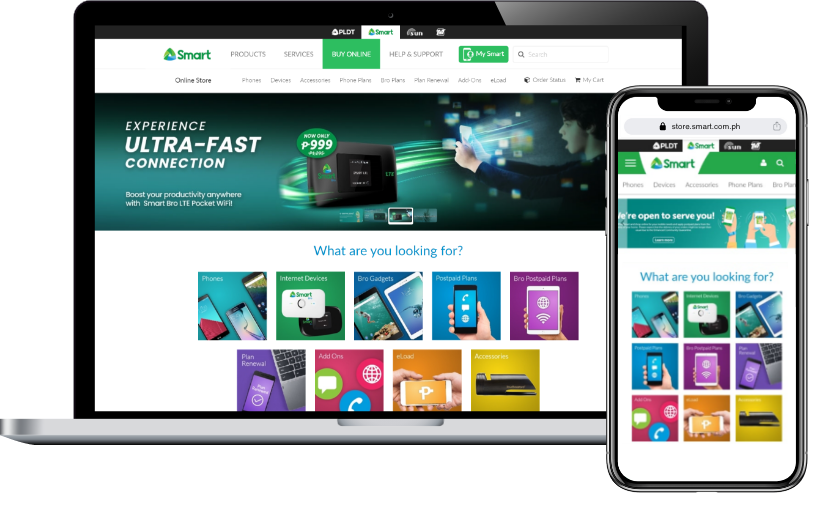 PLDT Smart Sun
Smart PRODUCTS SERVICES BUY ONLINE HELP & SUPPORT My Smart Search
Online Store Phones Devices Accessories Phone Plans Bro Plans Plan Renewal Add-Ons eLoad Order Status My Cart
EXPERIENCE
ULTRA-FAST
CONNECTION
NOW ONLY
₱999
Smart
LTE
Boost your productivity anywhere
with Smart Bro LTE Pocket WiFi!
What are you looking for?
Phones
Internet Devices
Smart
Bro Gadgets
Postpaid Plans
Bro Postpaid Plans
Plan
Renewal
Add Ons
eLoad
Accessories
store.smart.com.ph
PLDT Smart Sun
Smart
Phones Devices Accessories Phone Plans Bro Plan
We're open to serve you!
What are you looking for?
Phones
Internet Devices
Smart
Bro Gadgets
Postpaid Plans
Bro Postpaid Plans
Plan
Renewal
Add Ons
eLoad
Accessories